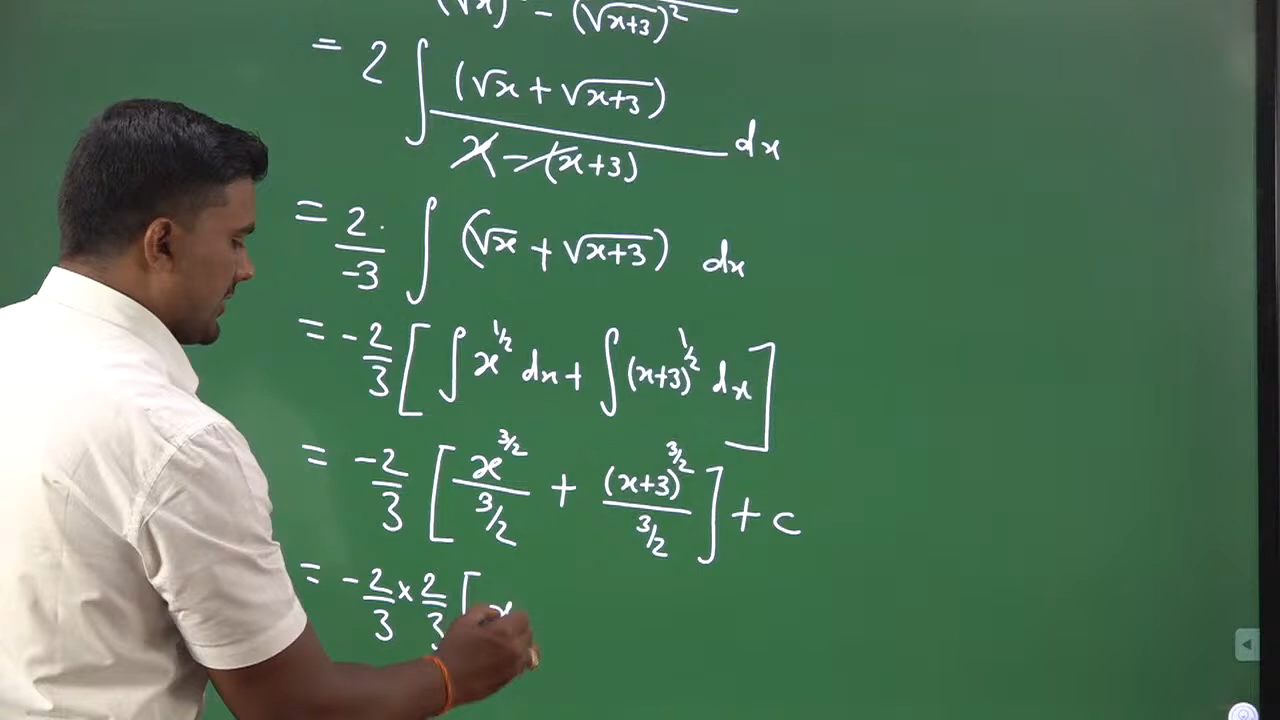 (√x)² − (√x+3)²
= 2 ∫ (√x + √x+3) / x − (x+3) dx
= 2/-3 ∫ (√x + √x+3) dx
= -2/3 [ ∫ x^1/2 dx + ∫ (x+3)^1/2 dx ]
= -2/3 [ x^3/2 / 3/2 + (x+3)^3/2 / 3/2 ] + c
= -2/3 × 2/3 [ x